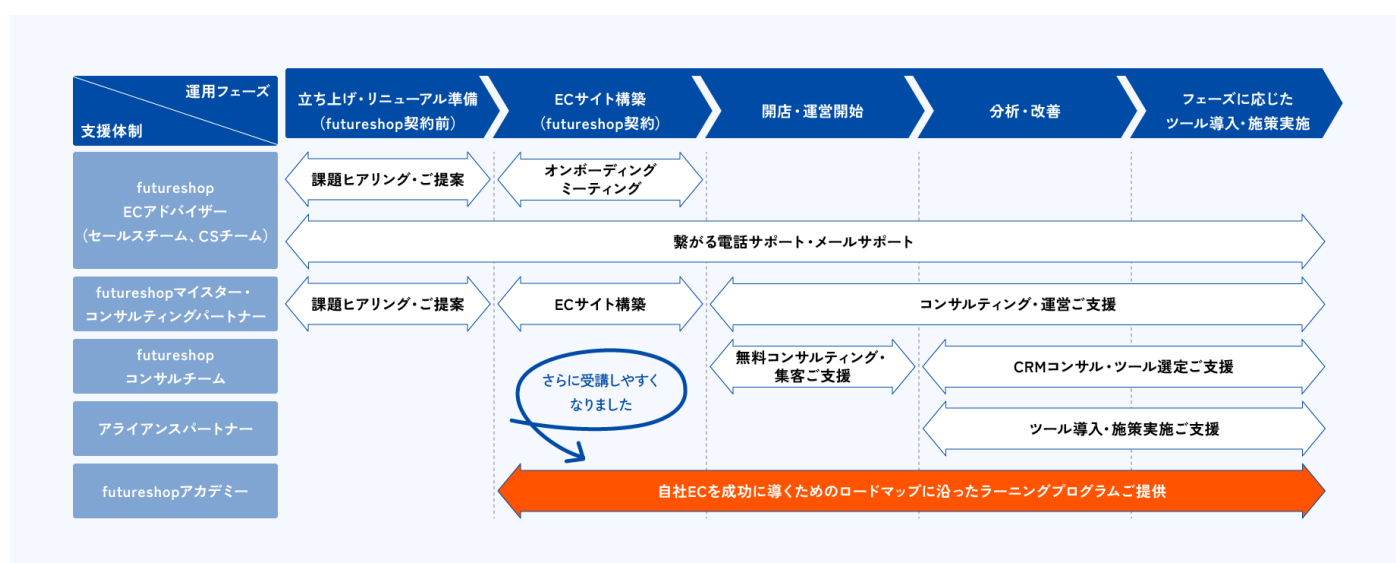 運用フェーズ
支援体制
立ち上げ・リニューアル準備
（futureshop契約前）
ECサイト構築
（futureshop契約）
開店・運営開始
分析・改善
フェーズに応じた
ツール導入・施策実施
futureshop
ECアドバイザー
（セールスチーム、CSチーム）
課題ヒアリング・ご提案
オンボーディング
ミーティング
繋がる電話サポート・メールサポート
futureshopマイスター・
コンサルティングパートナー
課題ヒアリング・ご提案
ECサイト構築
コンサルティング・運営ご支援
futureshop
コンサルチーム
無料コンサルティング・
集客ご支援
CRMコンサル・ツール選定ご支援
さらに受講しやすく
なりました
アライアンスパートナー
ツール導入・施策実施ご支援
futureshopアカデミー
自社ECを成功に導くためのロードマップに沿ったラーニングプログラムご提供